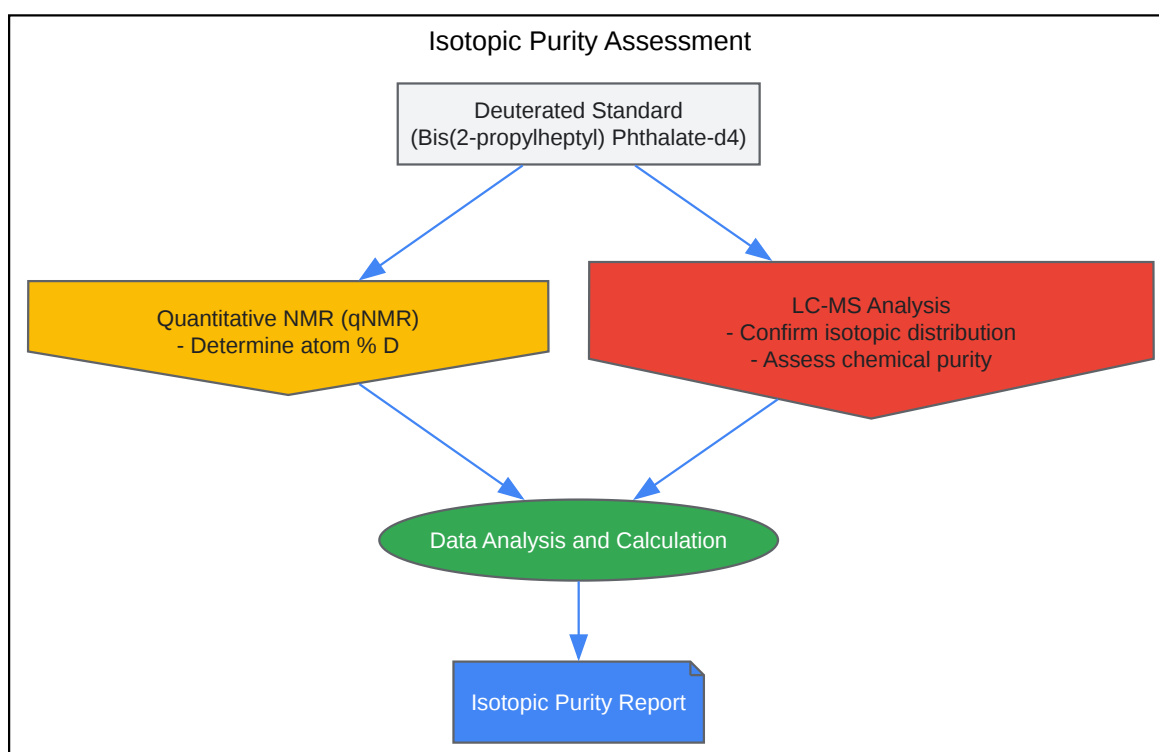 Isotopic Purity Assessment
Deuterated Standard
(Bis(2-propylheptyl) Phthalate-d4)
Quantitative NMR (qNMR)
- Determine atom % D
LC-MS Analysis
- Confirm isotopic distribution
- Assess chemical purity
Data Analysis and Calculation
Isotopic Purity Report